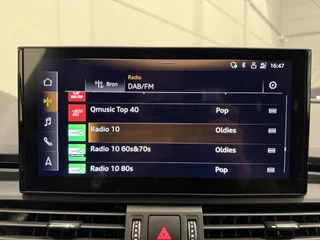 Radio
16:47
Bron
DAB/FM
Qmusic Top 40 Pop
Radio 10 Oldies
Radio 10 60s&70s Oldies
Radio 10 80s Pop